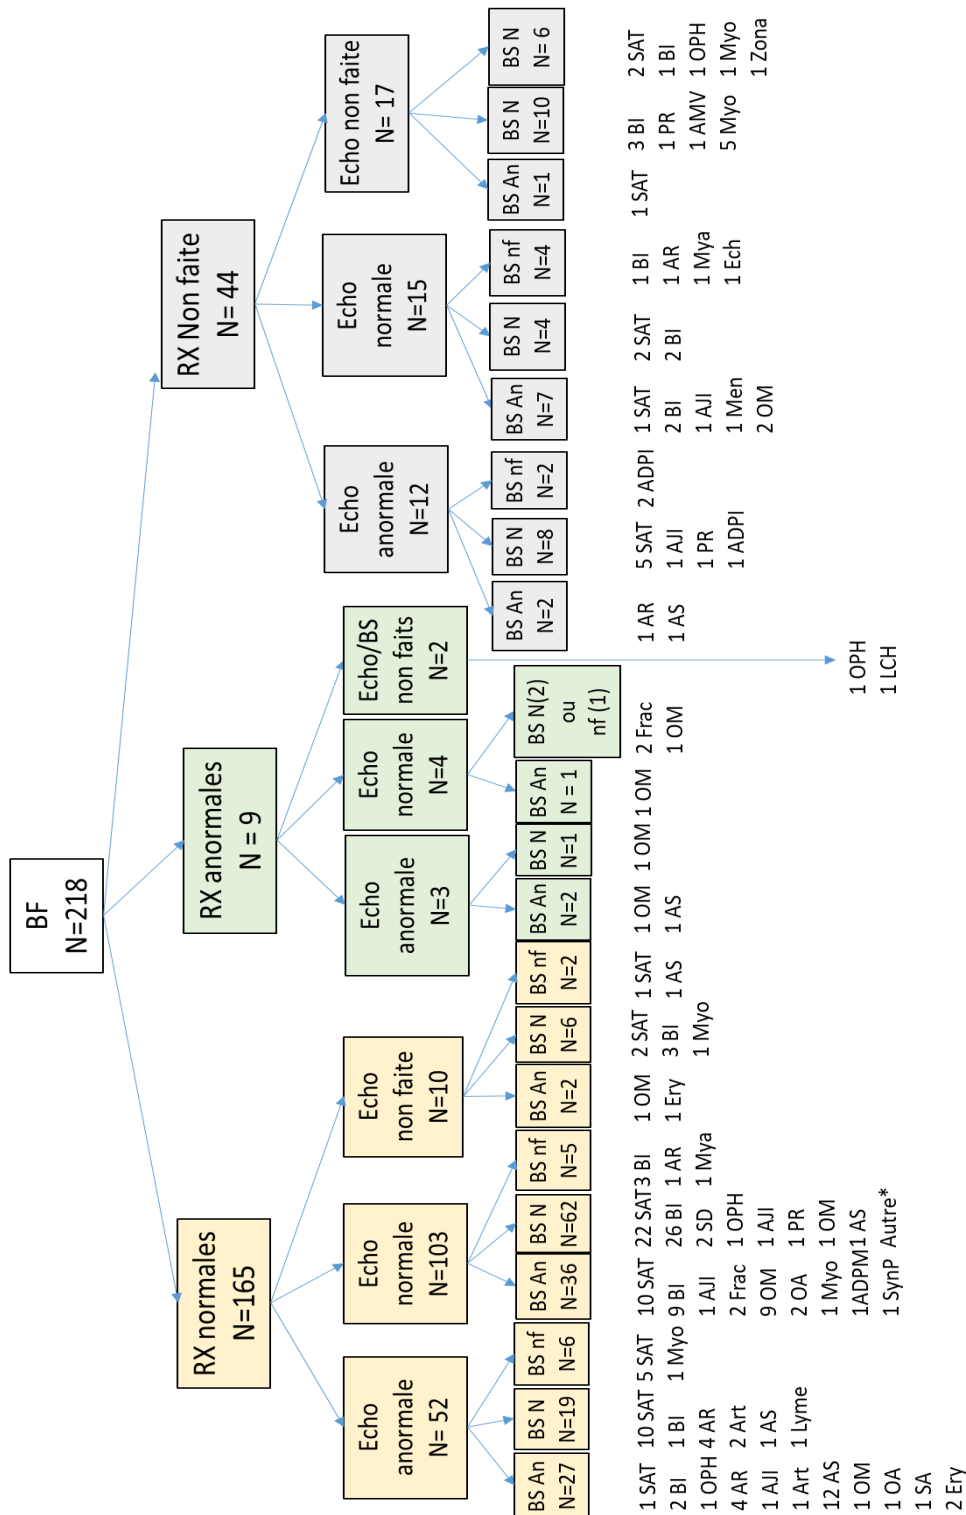 BF
N=218
RX normales
N=165
RX anormales
N = 9
RX Non faite
N= 44
Echo
anormale
N= 52
Echo
normale
N=103
Echo
non faite
N=10
Echo
anormale
N=3
Echo
normale
N=4
Echo/BS
non faits
N=2
Echo
anormale
N=12
Echo
normale
N=15
Echo non faite
N= 17
BS An
N=27
BS N
N=19
BS nf
N=6
BS An
N=36
BS N
N=62
BS nf
N=5
BS An
N=2
BS N
N=6
BS nf
N=2
BS An
N=2
BS N
N=1
BS An
N = 1
BS N(2)
ou
nf (1)
BS An
N=2
BS N
N=8
BS nf
N=2
BS An
N=7
BS N
N=4
BS nf
N=4
BS An
N=1
BS N
N=10
BS N
N= 6
1 SAT
2 BI
1 OPH
4 AR
1 AJI
1 Art
12 AS
1 OM
1 OA
1 SA
2 Ery
10 SAT
1 BI
4 AR
2 Art
1 AS
1 Lyme
5 SAT
1 Myo
10 SAT
9 BI
1 AJI
2 Frac
9 OM
2 OA
1 Myo
1ADPM
1 SynP
22 SAT
26 BI
2 SD
1 OPH
1 AJI
1 PR
1 OM
1 AS
Autre*
3 BI
1 AR
1 Mya
1 OM
1 Ery
2 SAT
3 BI
1 Myo
1 SAT
1 AS
1 OM
1 AS
1 OM
1 OM
2 Frac
1 OM
1 OPH
1 LCH
1 AR
1 AS
5 SAT
1 AJI
1 PR
1 ADPI
2 ADPI
1 SAT
2 BI
1 AJI
1 Men
2 OM
2 SAT
2 BI
1 BI
1 AR
1 Mya
1 Ech
1 SAT
3 BI
1 PR
1 AMV
5 Myo
2 SAT
1 BI
1 OPH
1 Myo
1 Zona